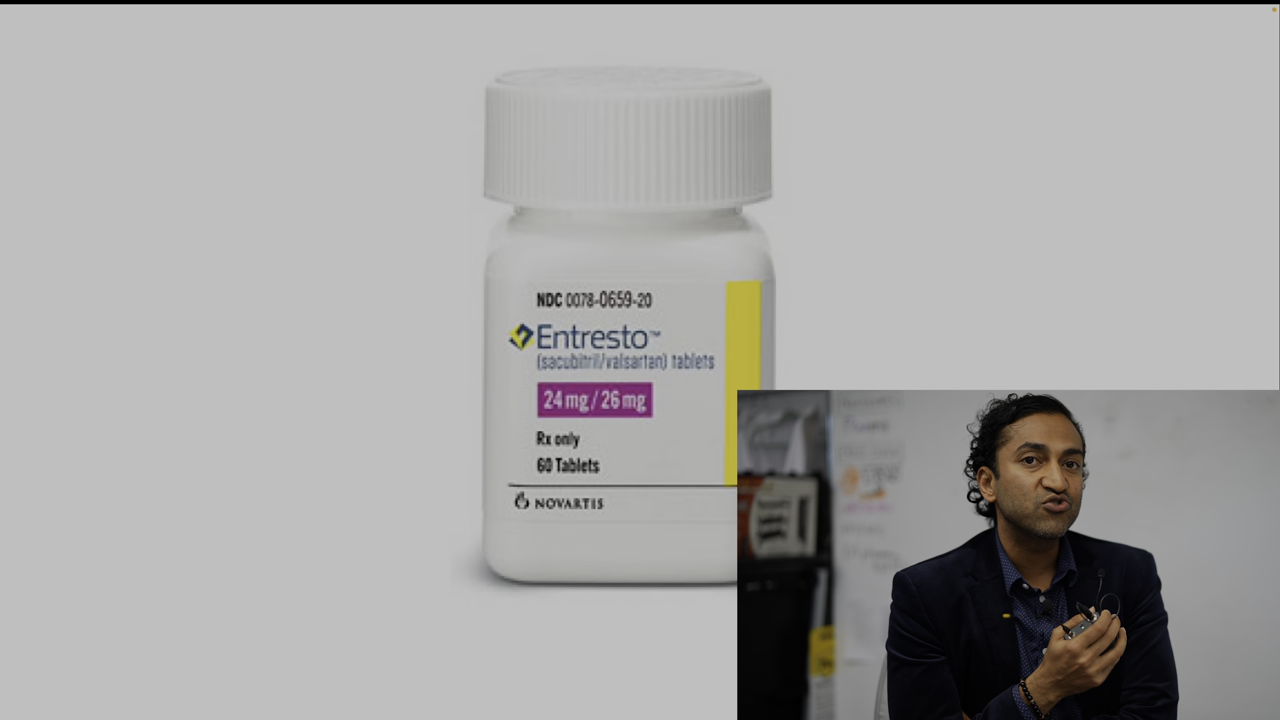 NDC 0078-0659-20
Entresto™
(sacubitril/valsartan) tablets
24 mg / 26 mg
Rx only
60 Tablets
NOVARTIS